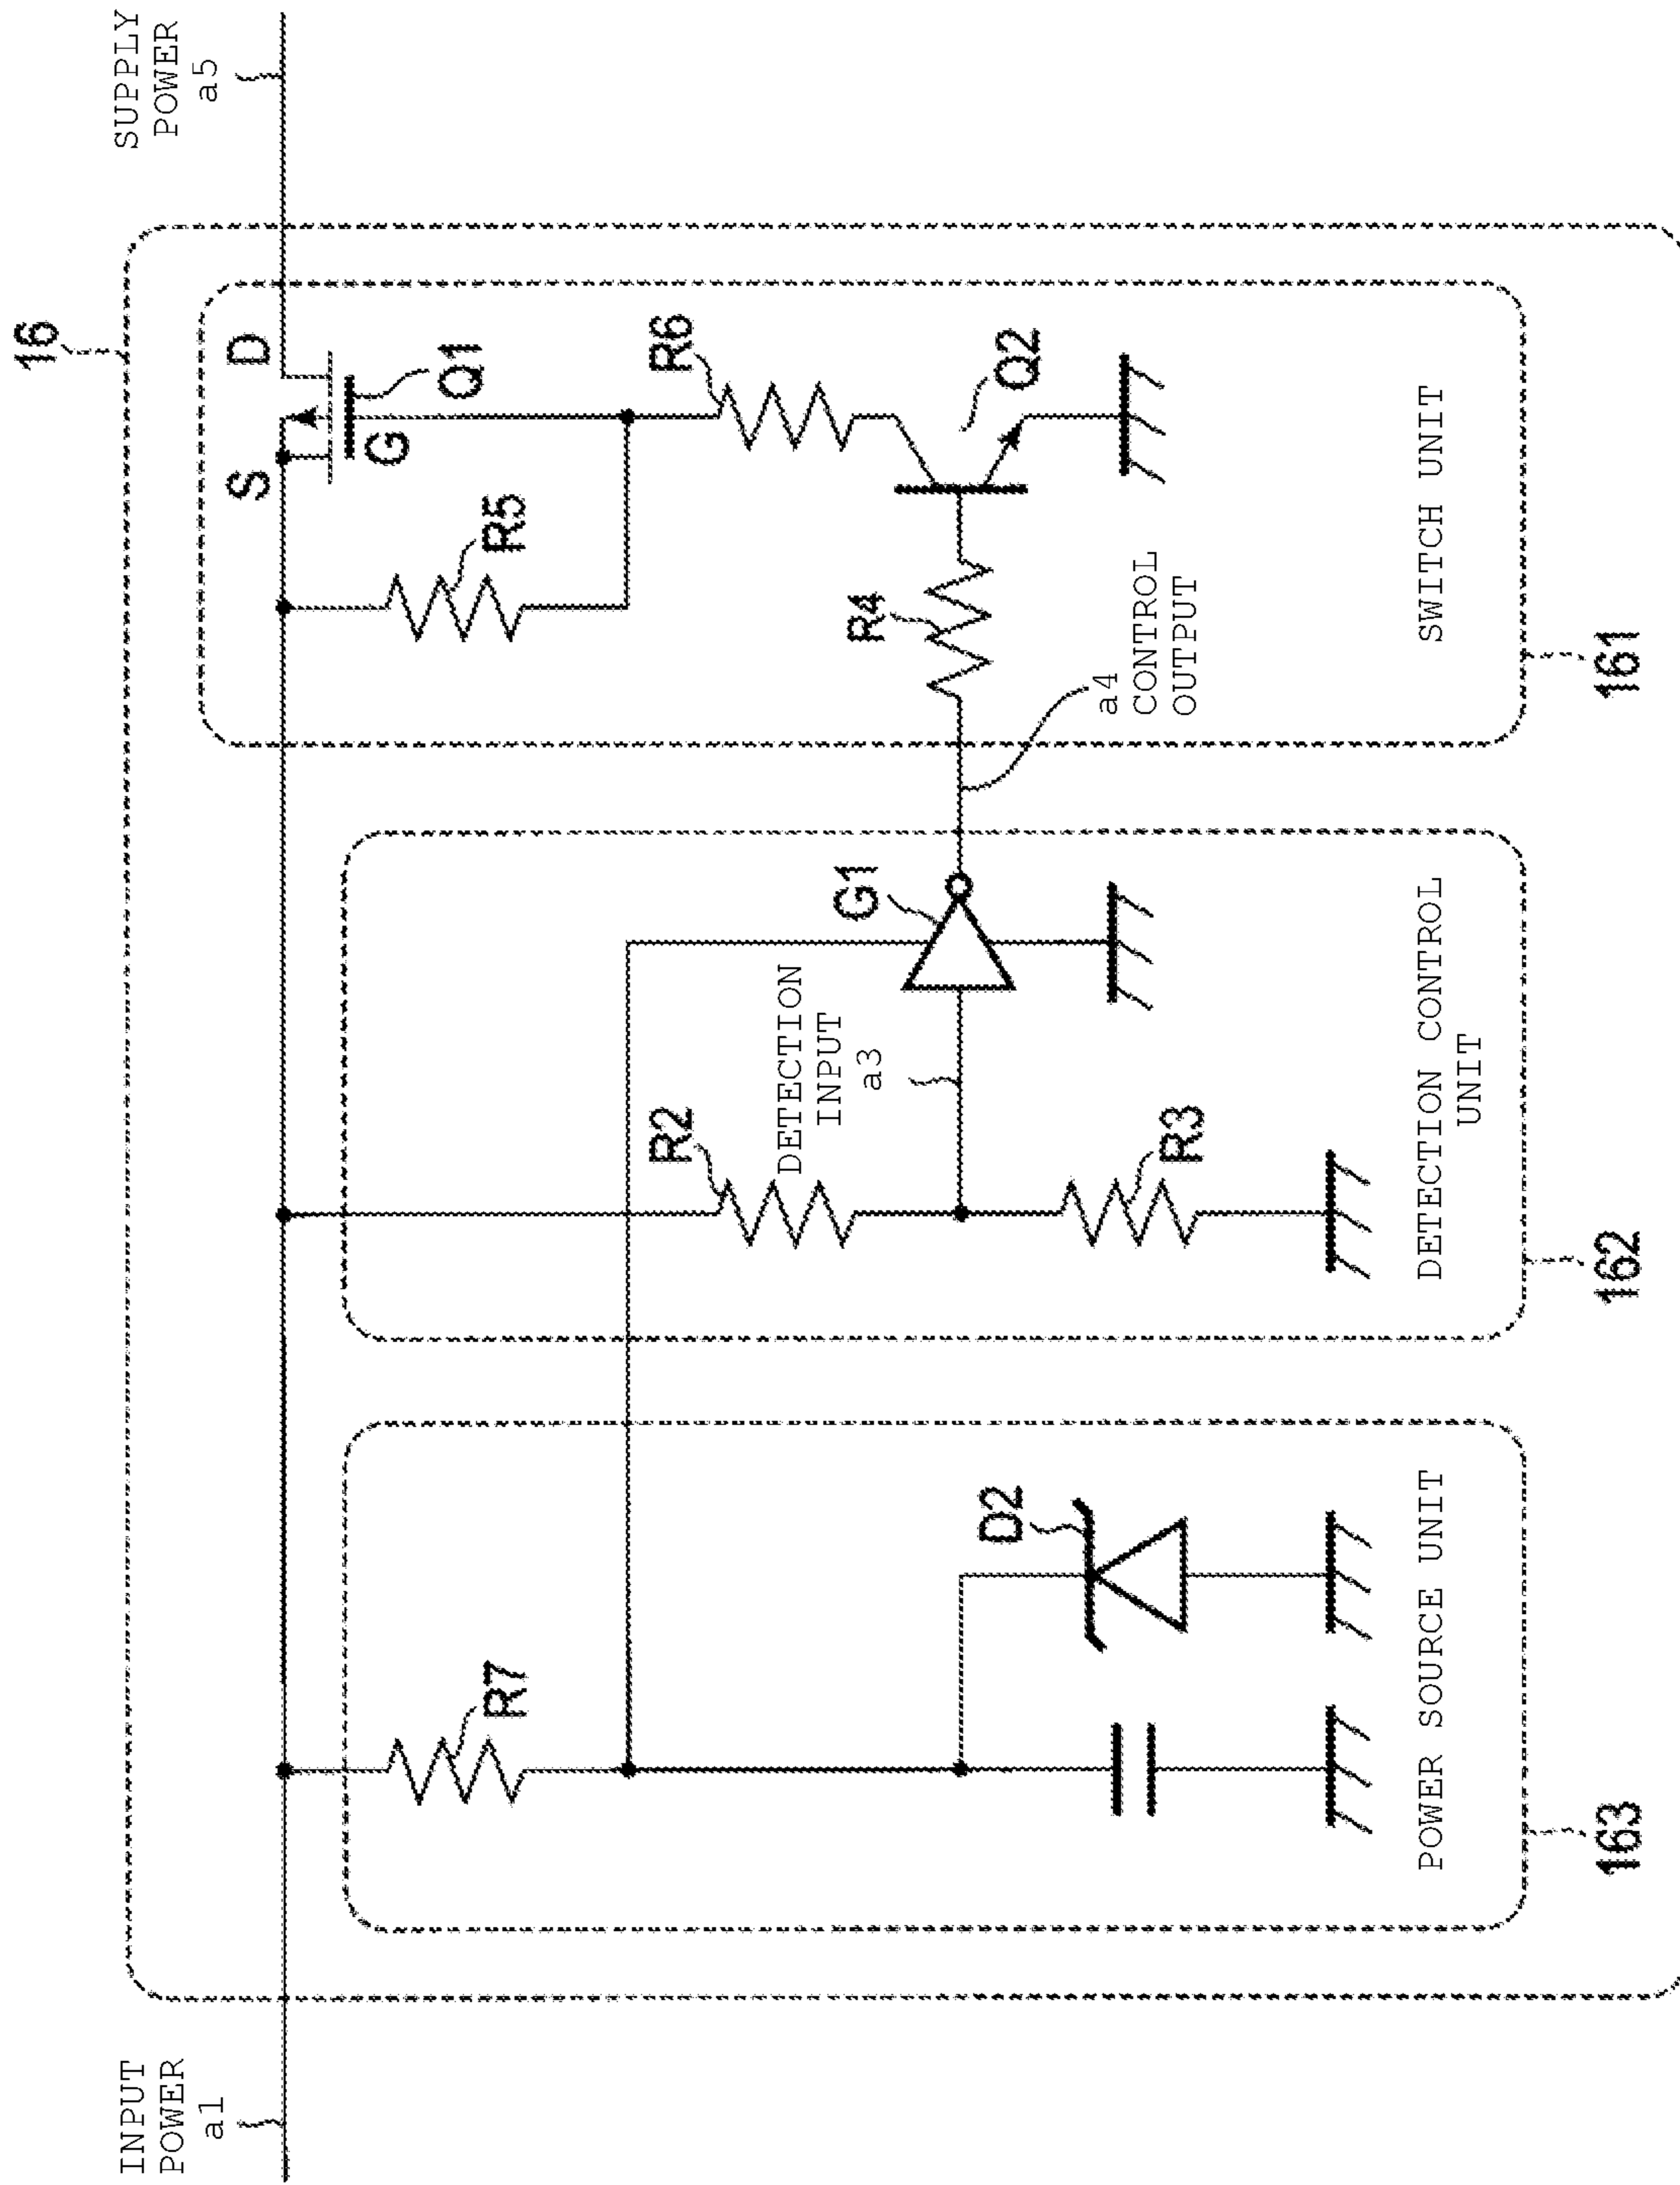 16
INPUT
POWER
a1
SUPPLY
POWER
a5
S
D
G
Q1
R5
R6
Q2
R4
a4
CONTROL
OUTPUT
SWITCH UNIT
161
R2
DETECTION
INPUT
a3
G1
R3
DETECTION CONTROL
UNIT
162
R7
D2
POWER SOURCE UNIT
163